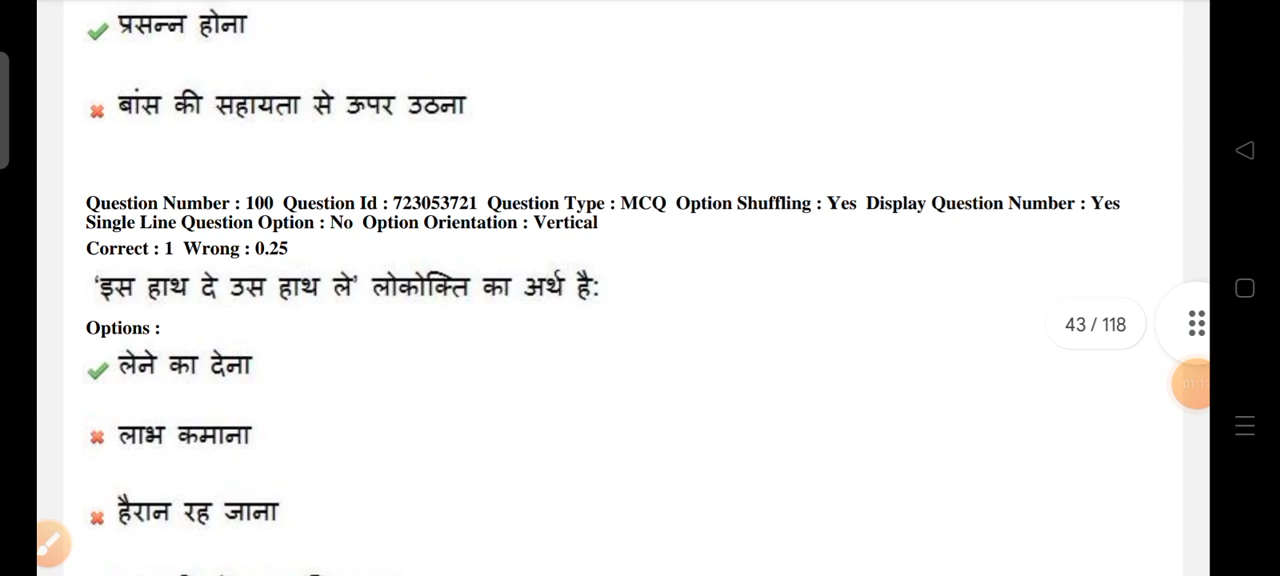 प्रसन्न होना
बांस की सहायता से ऊपर उठना
Question Number : 100 Question Id : 723053721 Question Type : MCQ Option Shuffling : Yes Display Question Number : Yes
Single Line Question Option : No Option Orientation : Vertical
Correct : 1 Wrong : 0.25
‘इस हाथ दे उस हाथ ले’ लोकोक्ति का अर्थ है:
43 / 118
Options :
लेने का देना
लाभ कमाना
हैरान रह जाना